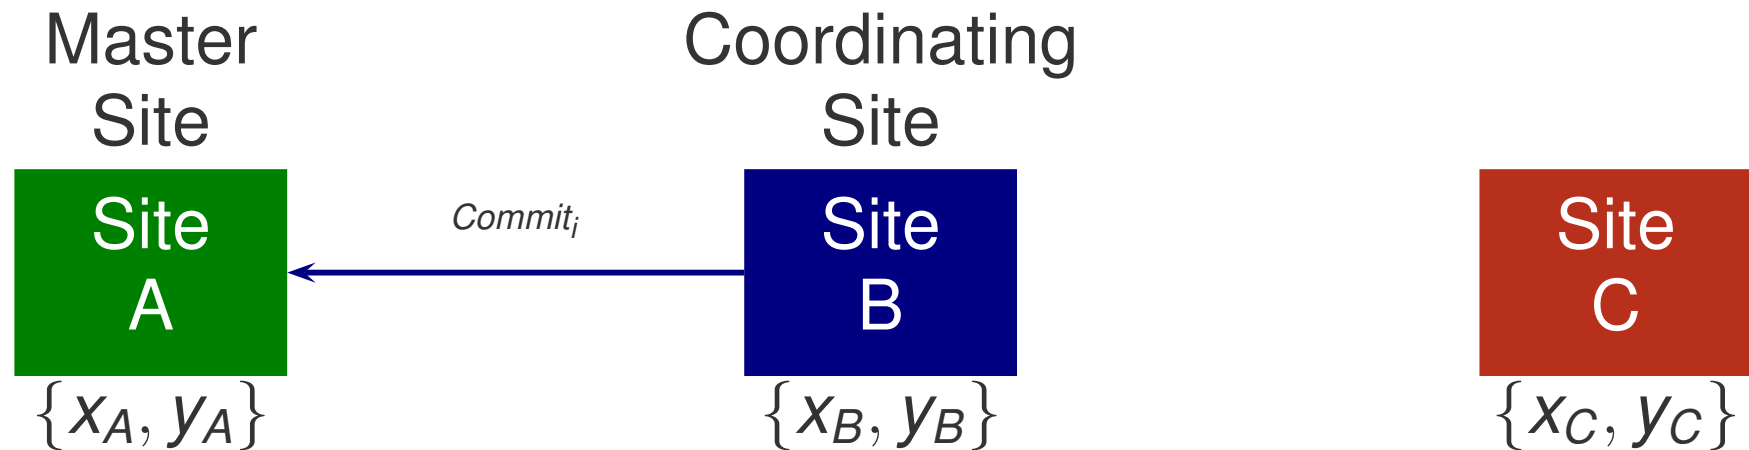 Master
Site
Coordinating
Site
Site
A
Commit_i
Site
B
Site
C
{x_A, y_A}
{x_B, y_B}
{x_C, y_C}